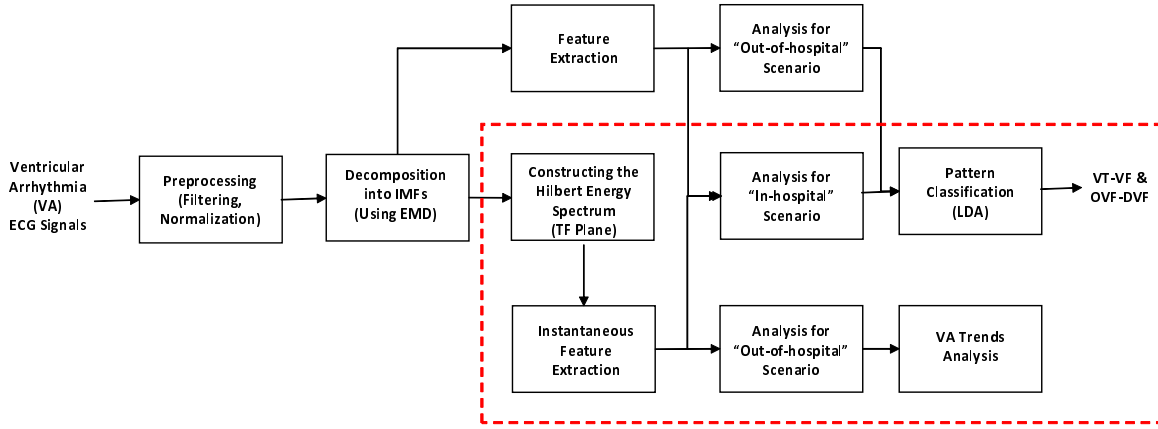 Ventricular
Arrhythmia
(VA)
ECG Signals
Preprocessing
(Filtering,
Normalization)
Decomposition
into IMFs
(Using EMD)
Feature
Extraction
Analysis for
“Out-of-hospital”
Scenario
Constructing the
Hilbert Energy
Spectrum
(TF Plane)
Analysis for
“In-hospital”
Scenario
Pattern
Classification
(LDA)
VT-VF &
OVF-DVF
Instantaneous
Feature
Extraction
Analysis for
“Out-of-hospital”
Scenario
VA Trends
Analysis